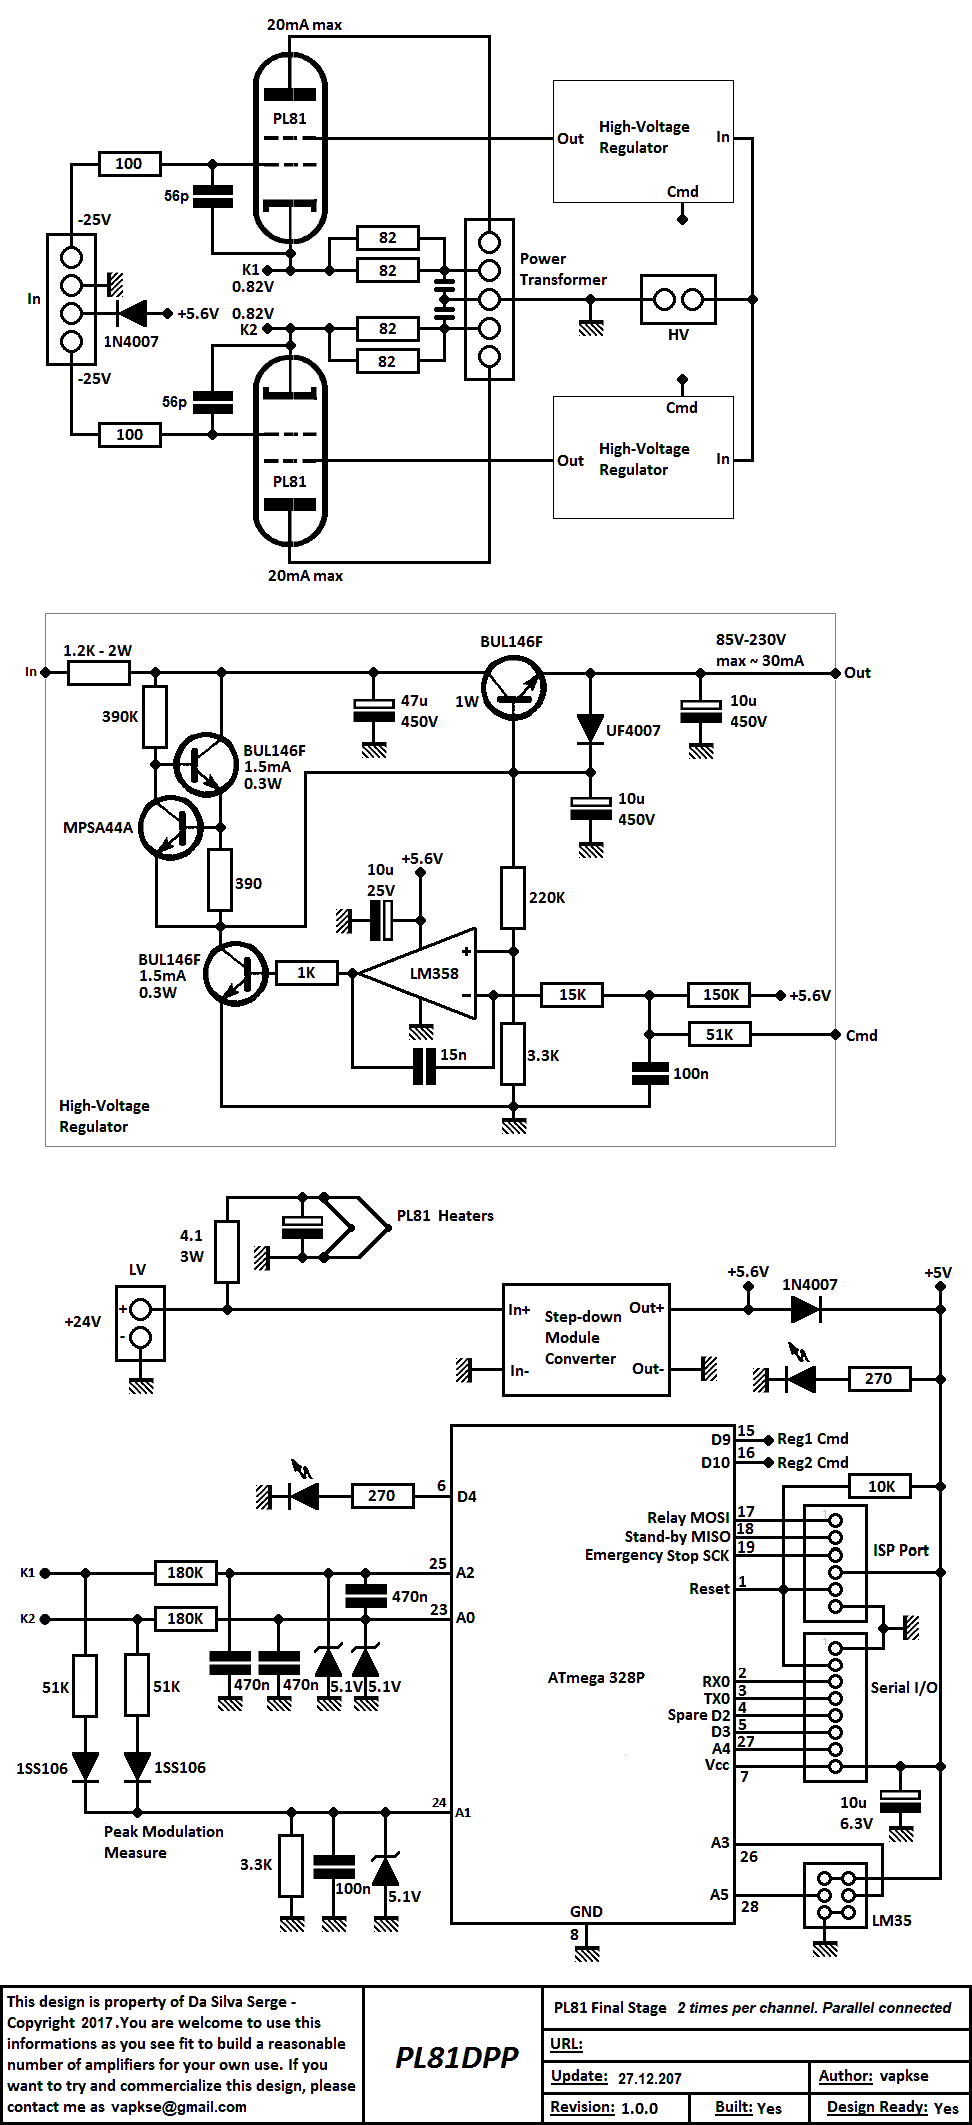 20mA max
PL81
Out
High-Voltage
Regulator
In
Cmd
100
56p
-25V
82
82
K1
0.82V
Power
Transformer
In
1N4007
+5.6V
0.82V
K2
82
82
HV
-25V
56p
100
Cmd
Out
High-Voltage
Regulator
In
PL81
20mA max
1.2K - 2W
In
BUL146F
85V-230V
max ~ 30mA
Out
390K
47u
450V
1W
10u
450V
BUL146F
1.5mA
0.3W
UF4007
MPSA44A
10u
450V
10u
25V
+5.6V
390
220K
BUL146F
1.5mA
0.3W
1K
LM358
+
-
15K
150K
+5.6V
51K
Cmd
15n
3.3K
100n
High-Voltage
Regulator
4.1
3W
PL81 Heaters
LV
+24V
+
-
In+
Out+
Step-down
Module
Converter
In-
Out-
+5.6V
1N4007
+5V
270
270
6
D4
D9
15
Reg1 Cmd
D10
16
Reg2 Cmd
10K
Relay MOSI
17
Stand-by MISO
18
Emergency Stop SCK
19
ISP Port
Reset
1
K1
180K
25
A2
470n
K2
180K
23
A0
51K
51K
470n
470n
5.1V
5.1V
ATmega 328P
1
RX0
2
TX0
3
Spare D2
4
D3
5
A4
27
Vcc
7
Serial I/O
1SS106
1SS106
24
A1
10u
6.3V
Peak Modulation
Measure
3.3K
100n
5.1V
A3
26
A5
28
LM35
GND
8
This design is property of Da Silva Serge -
Copyright 2017.You are welcome to use this
informations as you see fit to build a reasonable
number of amplifiers for your own use. If you
want to try and commercialize this design, please
contact me as vapkse@gmail.com
PL81DPP
PL81 Final Stage 2 times per channel. Parallel connected
URL:
Update: 27.12.207
Author: vapkse
Revision: 1.0.0
Built: Yes
Design Ready: Yes